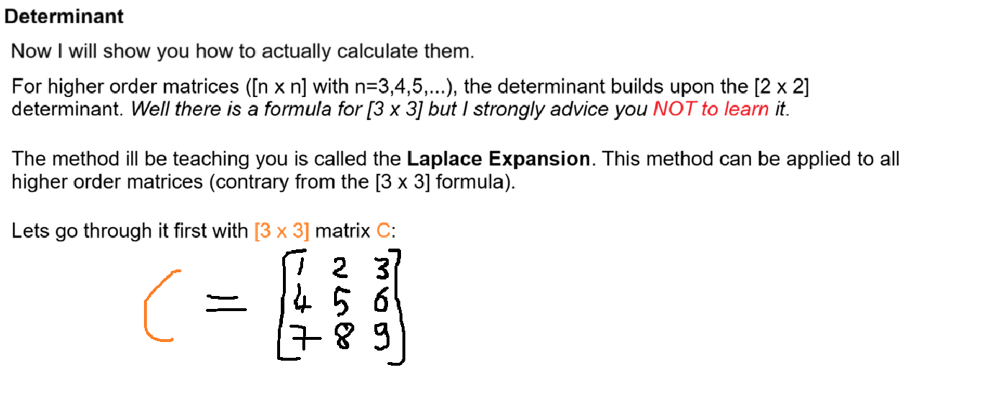 Determinant
Now I will show you how to actually calculate them.
For higher order matrices ([n x n] with n=3,4,5,...), the determinant builds upon the [2 x 2]
determinant. Well there is a formula for [3 x 3] but I strongly advice you NOT to learn it.
The method ill be teaching you is called the Laplace Expansion. This method can be applied to all
higher order matrices (contrary from the [3 x 3] formula).
Lets go through it first with [3 x 3] matrix C:
C = [1 2 3
4 5 6
7 8 9]